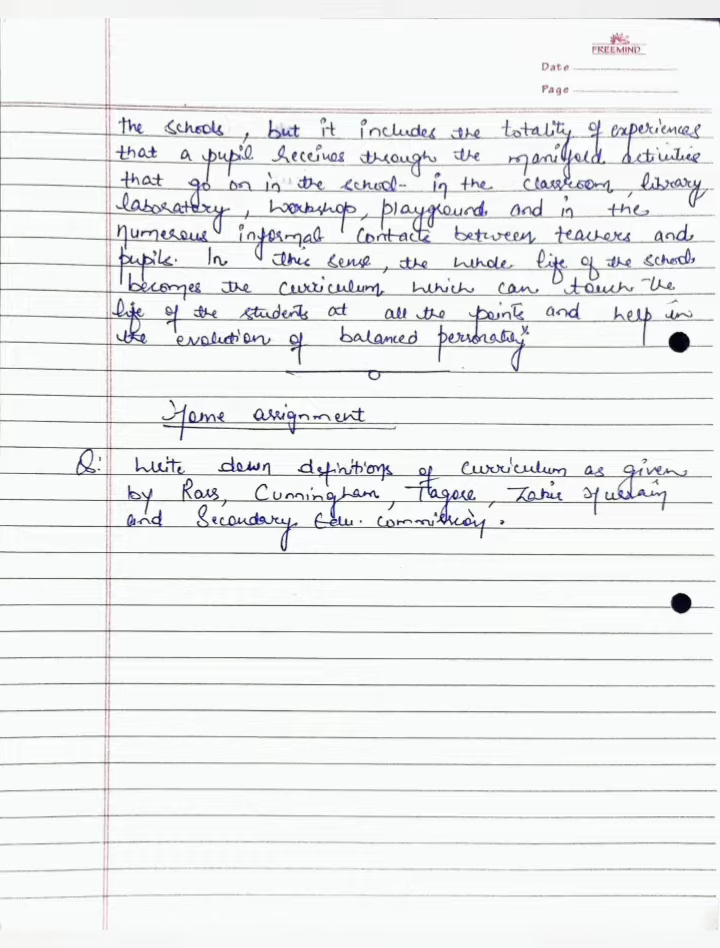 FREEMIND
Date
Page
the schools, but it includes the totality of experiences
that a pupil receives through the manifold activitie
that go on in the school- in the classroom, library
laboratory, workshop, playground and in the
numerous informal contacts between teachers and
pupils. In this sense, the whole life of the school
becomes the curriculum which can touch the
life of the students at all the points and help in
the evolution of balanced personality"
Home assignment
Q: Write down definitions of curriculum as given
by Ross, Cunningham, Tagore, Zakir Hussain
and Secondary Edu. commission.